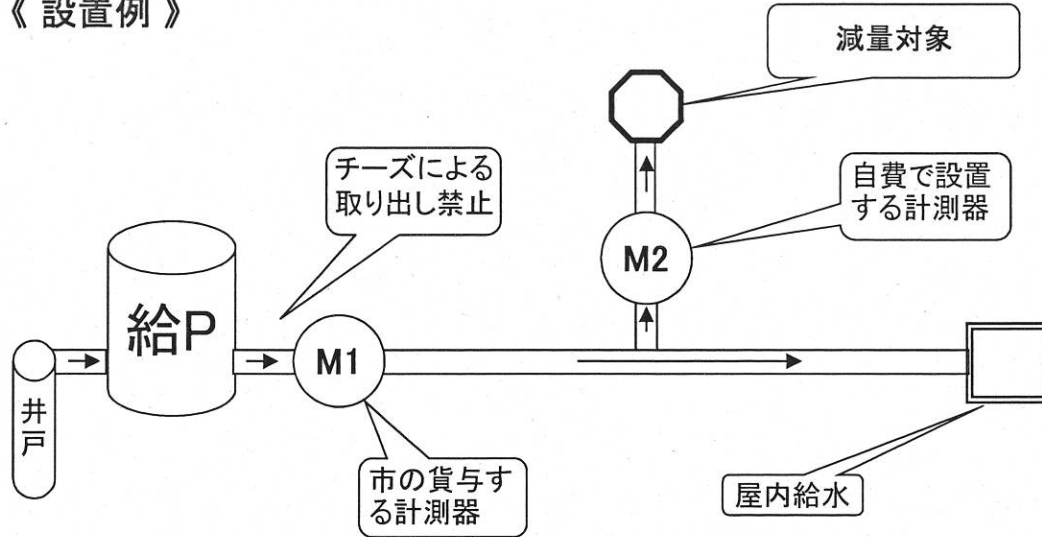 《 設置例 》
減量対象
チーズによる
取り出し禁止
自費で設置
する計測器
M2
給P
M1
井
戸
市の貸与す
る計測器
屋内給水